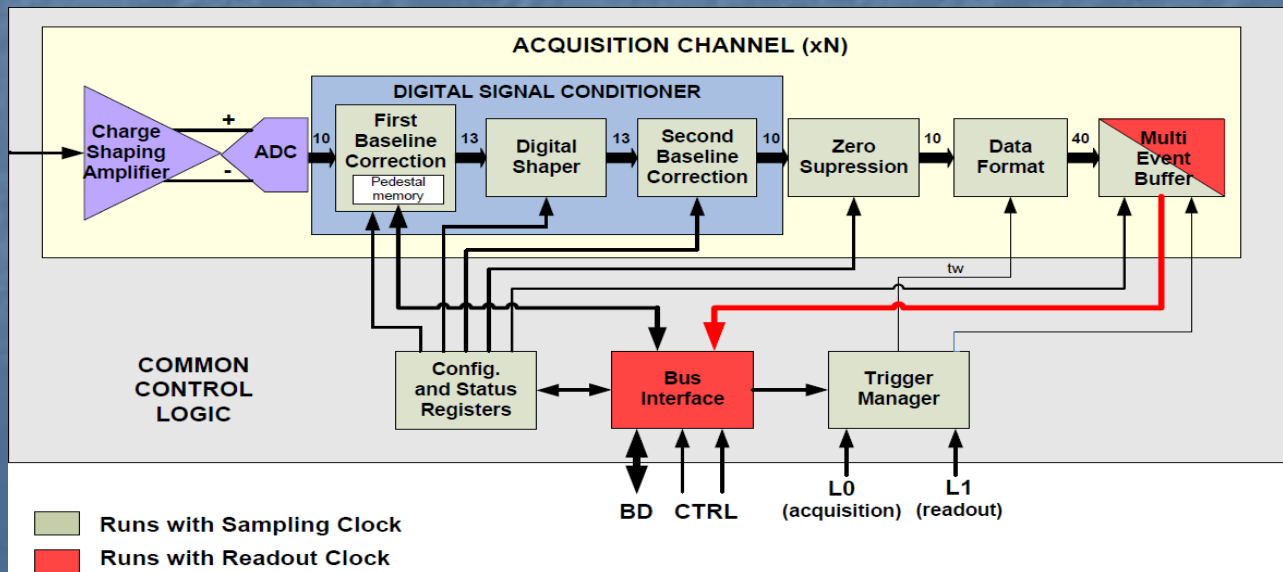 ACQUISITION CHANNEL (xN)
DIGITAL SIGNAL CONDITIONER
Charge
Shaping
Amplifier
+
-
ADC
10
First
Baseline
Correction
Pedestal
memory
13
Digital
Shaper
13
Second
Baseline
Correction
10
Zero
Supression
10
Data
Format
40
Multi
Event
Buffer
tw
COMMON
CONTROL
LOGIC
Config.
and Status
Registers
Bus
Interface
Trigger
Manager
BD
CTRL
L0
(acquisition)
L1
(readout)
Runs with Sampling Clock
Runs with Readout Clock